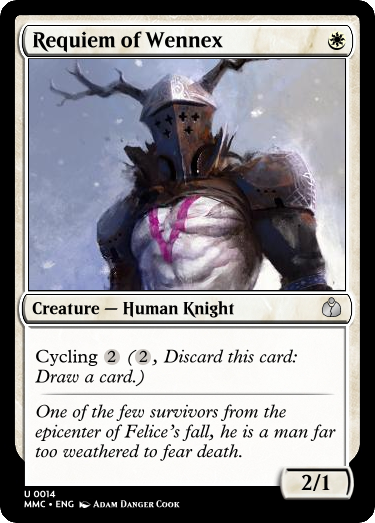 Requiem of Wennex
Cycling 2 (2, Discard this card:
Draw a card.)
One of the few survivors from the
epicenter of Felice's fall, he is a man far
too weathered to fear death.
Creature — Human Knight
2/1
U 0014
MMC • ENG Adam Danger Cook